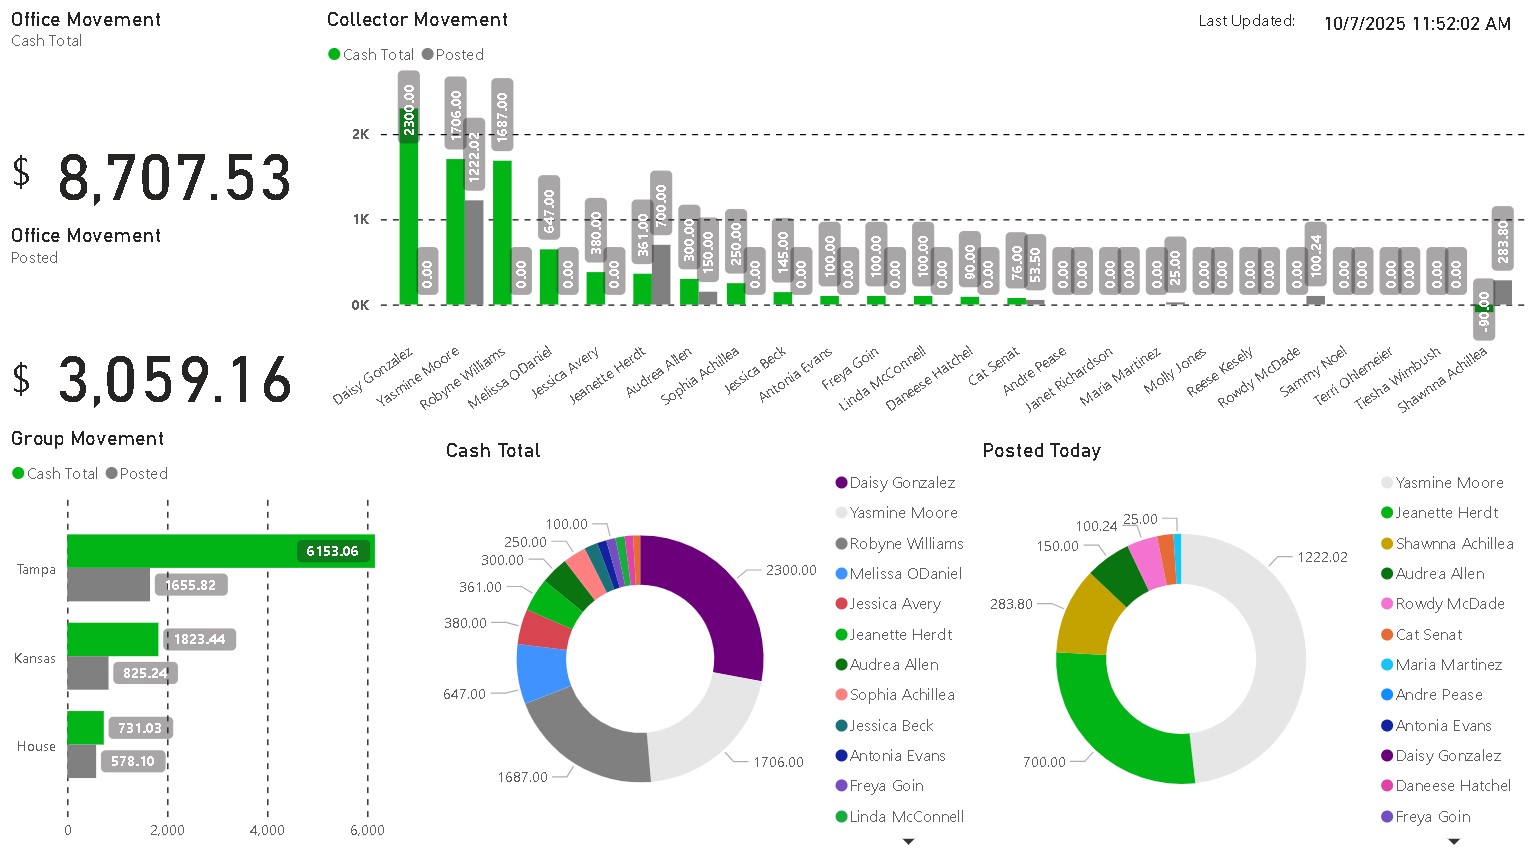 Office Movement
Cash Total
$ 8,707.53
Office Movement
Posted
$ 3,059.16
Collector Movement
Last Updated: 10/7/2025 11:52:02 AM
Cash Total Posted
2K
1K
0K
2300.00 0.00 1706.00 1222.02 1687.00 0.00 647.00 0.00 380.00 0.00 361.00 700.00 300.00 150.00 250.00 0.00 145.00 0.00 100.00 0.00 100.00 0.00 100.00 0.00 90.00 0.00 76.00 53.50 0.00 0.00 0.00 0.00 0.00 25.00 0.00 0.00 0.00 0.00 0.00 100.24 0.00 0.00 0.00 0.00 0.00 0.00 -90.00 283.80
Daisy Gonzalez
Yasmine Moore
Robyne Williams
Melissa ODaniel
Jessica Avery
Jeanette Herdt
Audrea Allen
Sophia Achillea
Jessica Beck
Antonia Evans
Freya Goin
Linda McConnell
Daneese Hatchel
Cat Senat
Andre Pease
Janet Richardson
Maria Martinez
Molly Jones
Reese Kesely
Rowdy McDade
Sammy Noel
Terri Ohlemeier
Tiesha Wimbush
Shawnna Achillea
Group Movement
Cash Total Posted
Tampa
6153.06
1655.82
Kansas
1823.44
825.24
House
731.03
578.10
0 2,000 4,000 6,000
Cash Total
100.00
250.00
300.00
361.00
380.00
647.00
1687.00
1706.00
2300.00
Daisy Gonzalez
Yasmine Moore
Robyne Williams
Melissa ODaniel
Jessica Avery
Jeanette Herdt
Audrea Allen
Sophia Achillea
Jessica Beck
Antonia Evans
Freya Goin
Linda McConnell
Posted Today
25.00
100.24
150.00
283.80
700.00
1222.02
Yasmine Moore
Jeanette Herdt
Shawnna Achillea
Audrea Allen
Rowdy McDade
Cat Senat
Maria Martinez
Andre Pease
Antonia Evans
Daisy Gonzalez
Daneese Hatchel
Freya Goin